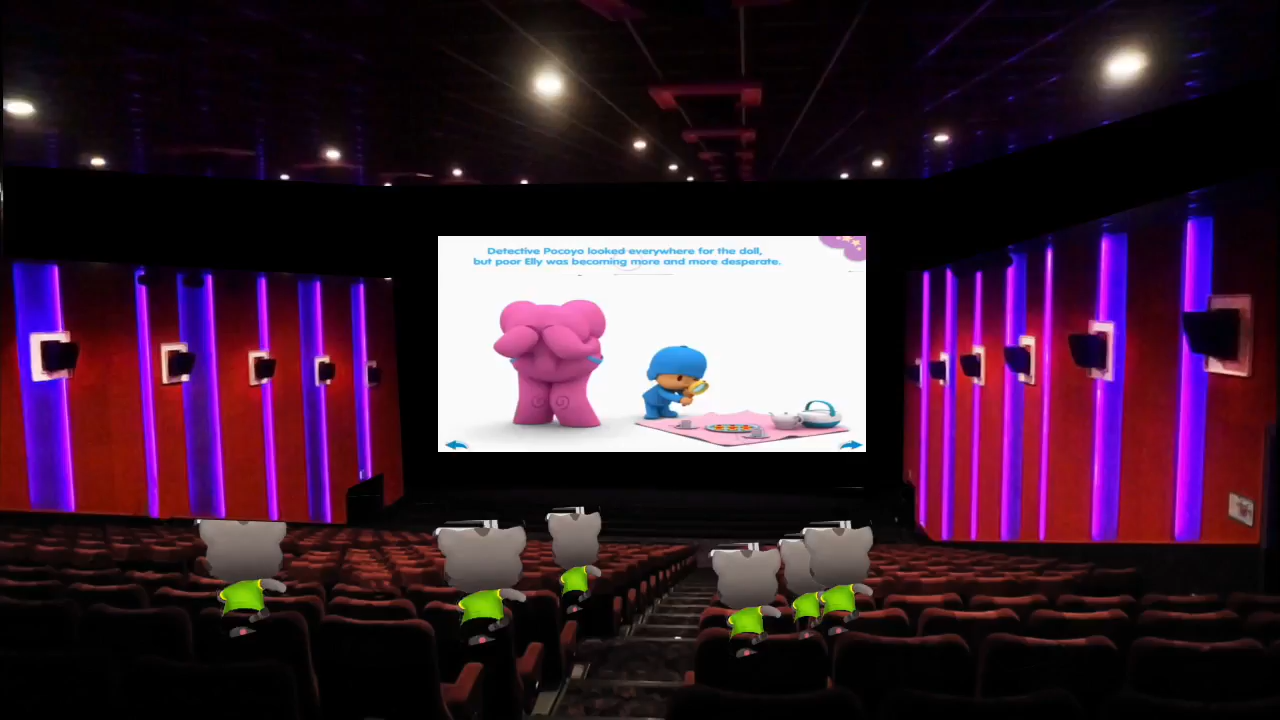 Detective Pocoyo looked everywhere for the doll,
but poor Elly was becoming more and more desperate.